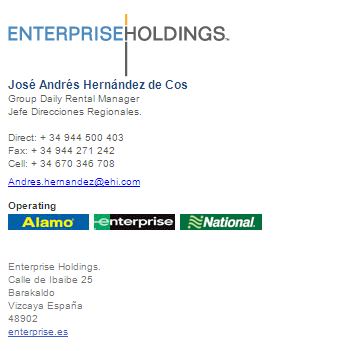 ENTERPRISE HOLDINGS.
José Andrés Hernández de Cos
Group Daily Rental Manager
Jefe Direcciones Regionales.
Direct: + 34 944 500 403
Fax: + 34 944 271 242
Cell: + 34 670 346 708
Andres.hernandez@ehi.com
Operating
Alamo enterprise National.
Enterprise Holdings.
Calle de Ibaibe 25
Barakaldo
Vizcaya España
48902
enterprise.es